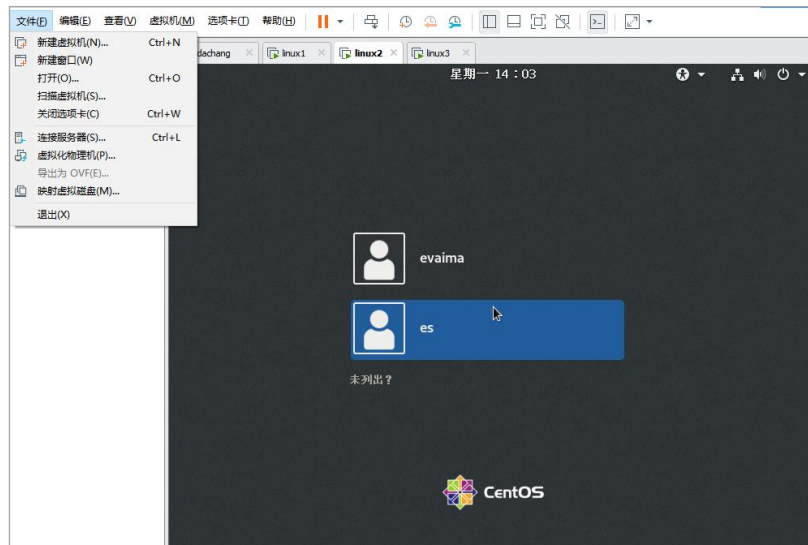 文件(F) 编辑(E) 查看(V) 虚拟机(M) 选项卡(T) 帮助(H)
新建虚拟机(N)... Ctrl+N
新建窗口(W)
打开(O)... Ctrl+O
扫描虚拟机(S)...
关闭选项卡(C) Ctrl+W
连接服务器(S)... Ctrl+L
虚拟化物理机(P)...
导出为 OVF(E)...
映射虚拟磁盘(M)...
退出(X)
dachang linux1 linux2 linux3
星期一 14：03
evaima
es
未列出？
CentOS